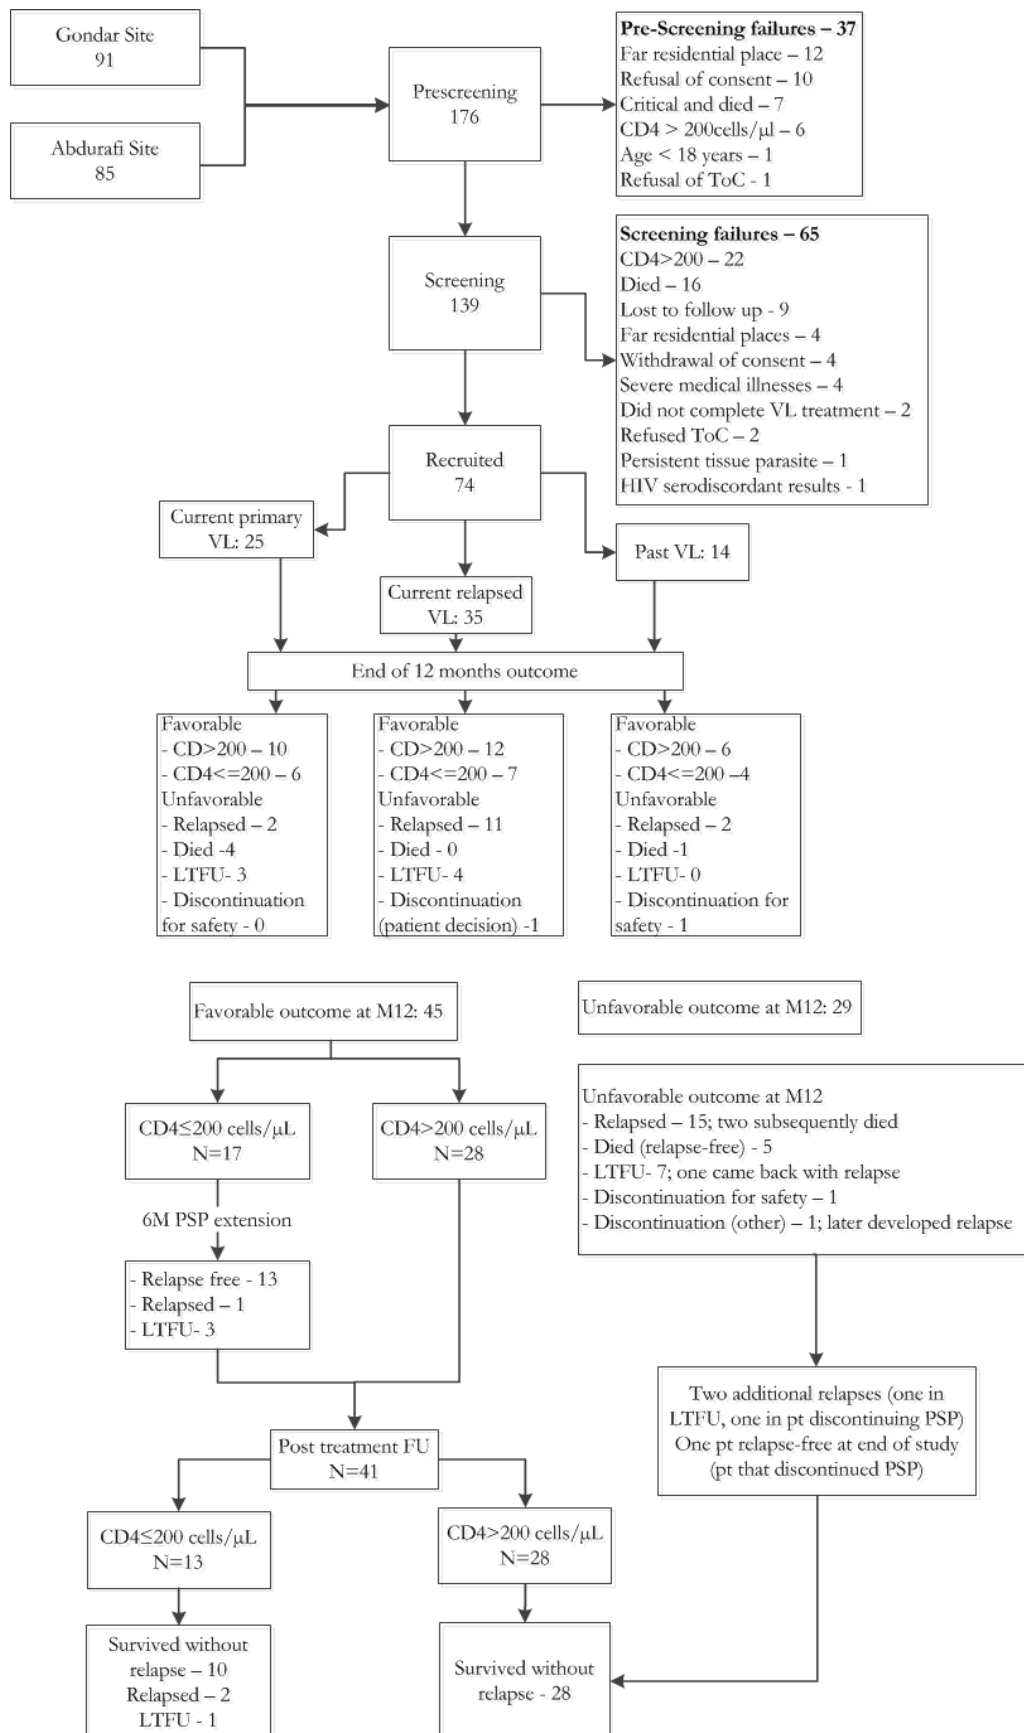 Gondar Site
91
Abdurafi Site
85
Prescreening
176
Pre-Screening failures – 37
Far residential place – 12
Refusal of consent – 10
Critical and died – 7
CD4 > 200cells/µl – 6
Age < 18 years – 1
Refusal of ToC - 1
Screening
139
Screening failures – 65
CD4>200 – 22
Died – 16
Lost to follow up - 9
Far residential places – 4
Withdrawal of consent – 4
Severe medical illnesses – 4
Did not complete VL treatment – 2
Refused ToC – 2
Persistent tissue parasite – 1
HIV serodiscordant results - 1
Recruited
74
Current primary
VL: 25
Current relapsed
VL: 35
Past VL: 14
End of 12 months outcome
Favorable
- CD>200 – 10
- CD4<=200 – 6
Unfavorable
- Relapsed – 2
- Died -4
- LTFU- 3
- Discontinuation
for safety - 0
Favorable
- CD>200 – 12
- CD4<=200 – 7
Unfavorable
- Relapsed – 11
- Died - 0
- LTFU- 4
- Discontinuation
(patient decision) -1
Favorable
- CD>200 – 6
- CD4<=200 –4
Unfavorable
- Relapsed – 2
- Died -1
- LTFU- 0
- Discontinuation for
safety - 1
Favorable outcome at M12: 45
Unfavorable outcome at M12: 29
CD4≤200 cells/µL
N=17
CD4>200 cells/µL
N=28
Unfavorable outcome at M12
- Relapsed – 15; two subsequently died
- Died (relapse-free) - 5
- LTFU- 7; one came back with relapse
- Discontinuation for safety – 1
- Discontinuation (other) – 1; later developed relapse
6M PSP extension
- Relapse free - 13
- Relapsed – 1
- LTFU- 3
Two additional relapses (one in
LTFU, one in pt discontinuing PSP)
One pt relapse-free at end of study
(pt that discontinued PSP)
Post treatment FU
N=41
CD4≤200 cells/µL
N=13
CD4>200 cells/µL
N=28
Survived without
relapse – 10
Relapsed – 2
LTFU - 1
Survived without
relapse - 28